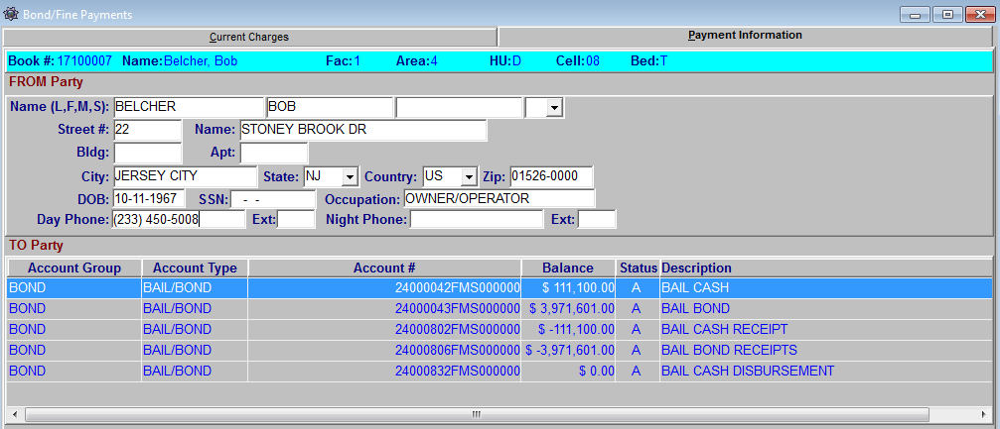 Bond/Fine Payments
Current Charges Payment Information
Book #: 17100007 Name: Belcher, Bob Fac: 1 Area: 4 HU: D Cell: 08 Bed: T
FROM Party
Name (L,F,M,S): BELCHER BOB
Street #: 22 Name: STONEY BROOK DR
Bldg: Apt:
City: JERSEY CITY State: NJ Country: US Zip: 01526-0000
DOB: 10-11-1967 SSN: - - Occupation: OWNER/OPERATOR
Day Phone: (233) 450-5008 Ext: Night Phone: Ext:
TO Party
Account Group Account Type Account # Balance Status Description
BOND BAIL/BOND 24000042FMS000000 $ 111,100.00 A BAIL CASH
BOND BAIL/BOND 24000043FMS000000 $ 3,971,601.00 A BAIL BOND
BOND BAIL/BOND 24000802FMS000000 $ -111,100.00 A BAIL CASH RECEIPT
BOND BAIL/BOND 24000806FMS000000 $ -3,971,601.00 A BAIL BOND RECEIPTS
BOND BAIL/BOND 24000832FMS000000 $ 0.00 A BAIL CASH DISBURSEMENT